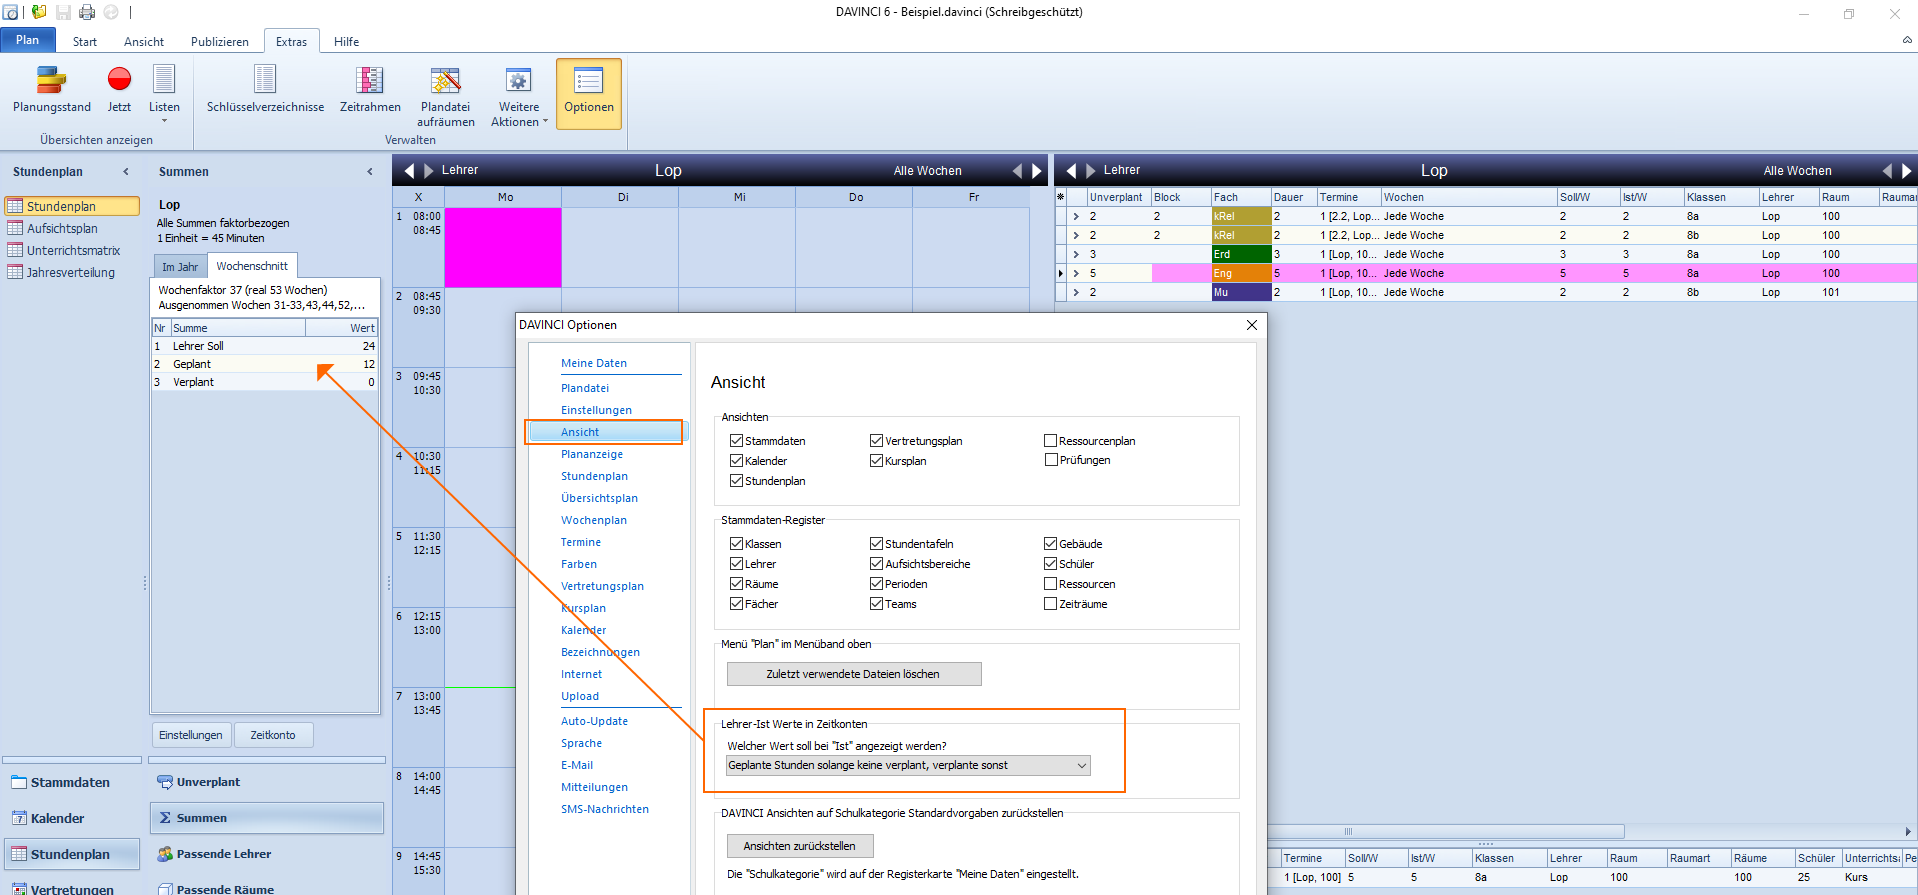 DAVINCI 6 - Beispiel.davinci (Schreibgeschützt)
Plan Start Ansicht Publizieren Extras Hilfe
Planungsstand Jetzt Listen Schlüsselverzeichnisse Zeitrahmen Plandatei aufräumen Weitere Aktionen Optionen
Übersichten anzeigen Verwalten
Stundenplan
Stundenplan
Aufsichtsplan
Unterrichtsmatrix
Jahresverteilung
Stammdaten
Kalender
Stundenplan
Vertretungen
Summen
Lop
Alle Summen faktorbezogen
1 Einheit = 45 Minuten
Im Jahr Wochenschnitt
Wochenfaktor 37 (real 53 Wochen)
Ausgenommen Wochen 31-33,43,44,52,...
Nr Summe Wert
1 Lehrer Soll 24
2 Geplant 12
3 Verplant 0
Einstellungen Zeitkonto
Unverplant
Summen
Passende Lehrer
Passende Räume
Lehrer Lop Alle Wochen
X Mo Di Mi Do Fr
1 08:00
08:45
2 08:45
09:30
3 09:45
10:30
4 10:30
11:15
5 11:30
12:15
6 12:15
13:00
7 13:00
13:45
8 14:00
14:45
9 14:45
15:30
Lehrer Lop Alle Wochen
Unverplant Block Fach Dauer Termine Wochen Soll/W Ist/W Klassen Lehrer Raum Raumar
2 2 kRel 2 1 [2.2, Lop... Jede Woche 2 2 8a Lop 100
2 2 kRel 2 1 [2.2, Lop... Jede Woche 2 2 8b Lop 100
3 Erd 3 1 [Lop, 10... Jede Woche 3 3 8a Lop 100
5 Eng 5 1 [Lop, 10... Jede Woche 5 5 8a Lop 100
2 Mu 2 1 [Lop, 10... Jede Woche 2 2 8b Lop 101
DAVINCI Optionen
Meine Daten
Plandatei
Einstellungen
Ansicht
Plananzeige
Stundenplan
Übersichtsplan
Wochenplan
Termine
Farben
Vertretungsplan
Kursplan
Kalender
Bezeichnungen
Internet
Upload
Auto-Update
Sprache
E-Mail
Mitteilungen
SMS-Nachrichten
Ansicht
Ansichten
Stammdaten Vertretungsplan Ressourcenplan
Kalender Kursplan Prüfungen
Stundenplan
Stammdaten-Register
Klassen Stundentafeln Gebäude
Lehrer Aufsichtsbereiche Schüler
Räume Perioden Ressourcen
Fächer Teams Zeiträume
Menü "Plan" im Menüband oben
Zuletzt verwendete Dateien löschen
Lehrer-Ist Werte in Zeitkonten
Welcher Wert soll bei "Ist" angezeigt werden?
Geplante Stunden solange keine verplant, verplante sonst
DAVINCI Ansichten auf Schulkategorie Standardvorgaben zurückstellen
Ansichten zurückstellen
Die "Schulkategorie" wird auf der Registerkarte "Meine Daten" eingestellt.
Termine Soll/W Ist/W Klassen Lehrer Raum Raumart Räume Schüler Unterrichts Pe
1 [Lop, 100] 5 5 8a Lop 100 100 25 Kurs